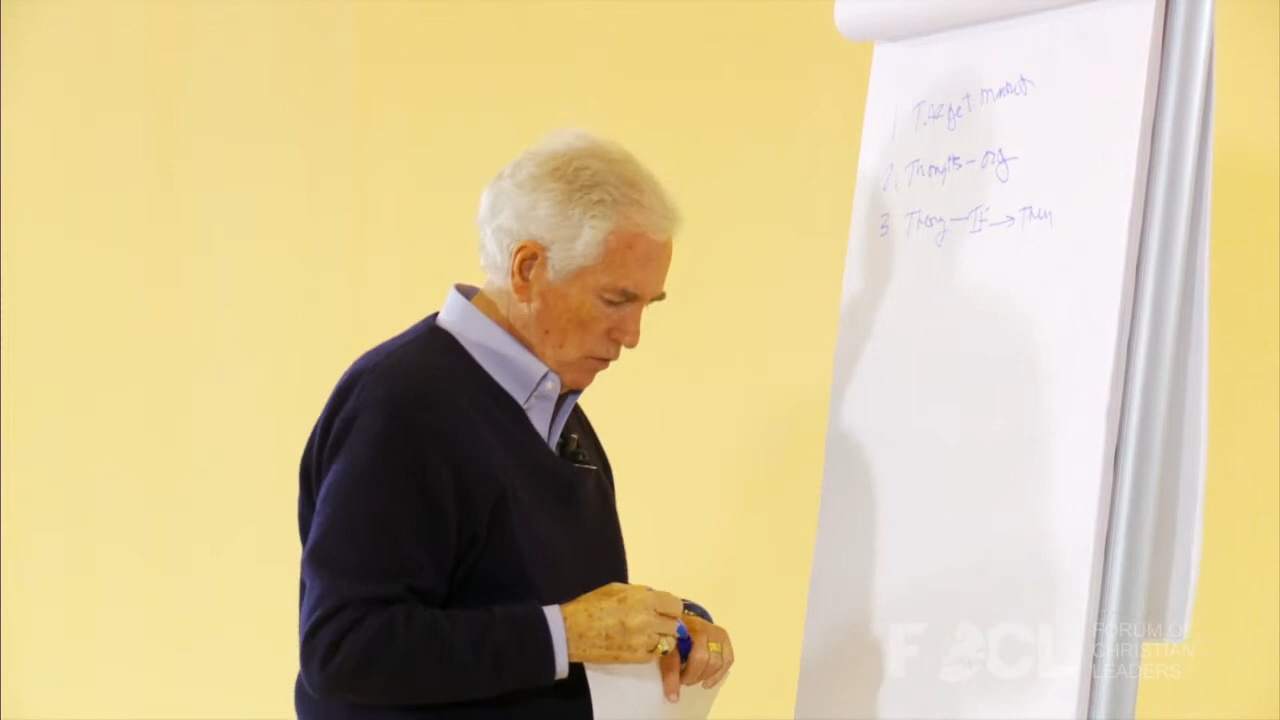 1 Target market
2. Thoughts - org
3 Theory — IF → Then
FOCL
FORUM OF
CHRISTIAN
LEADERS